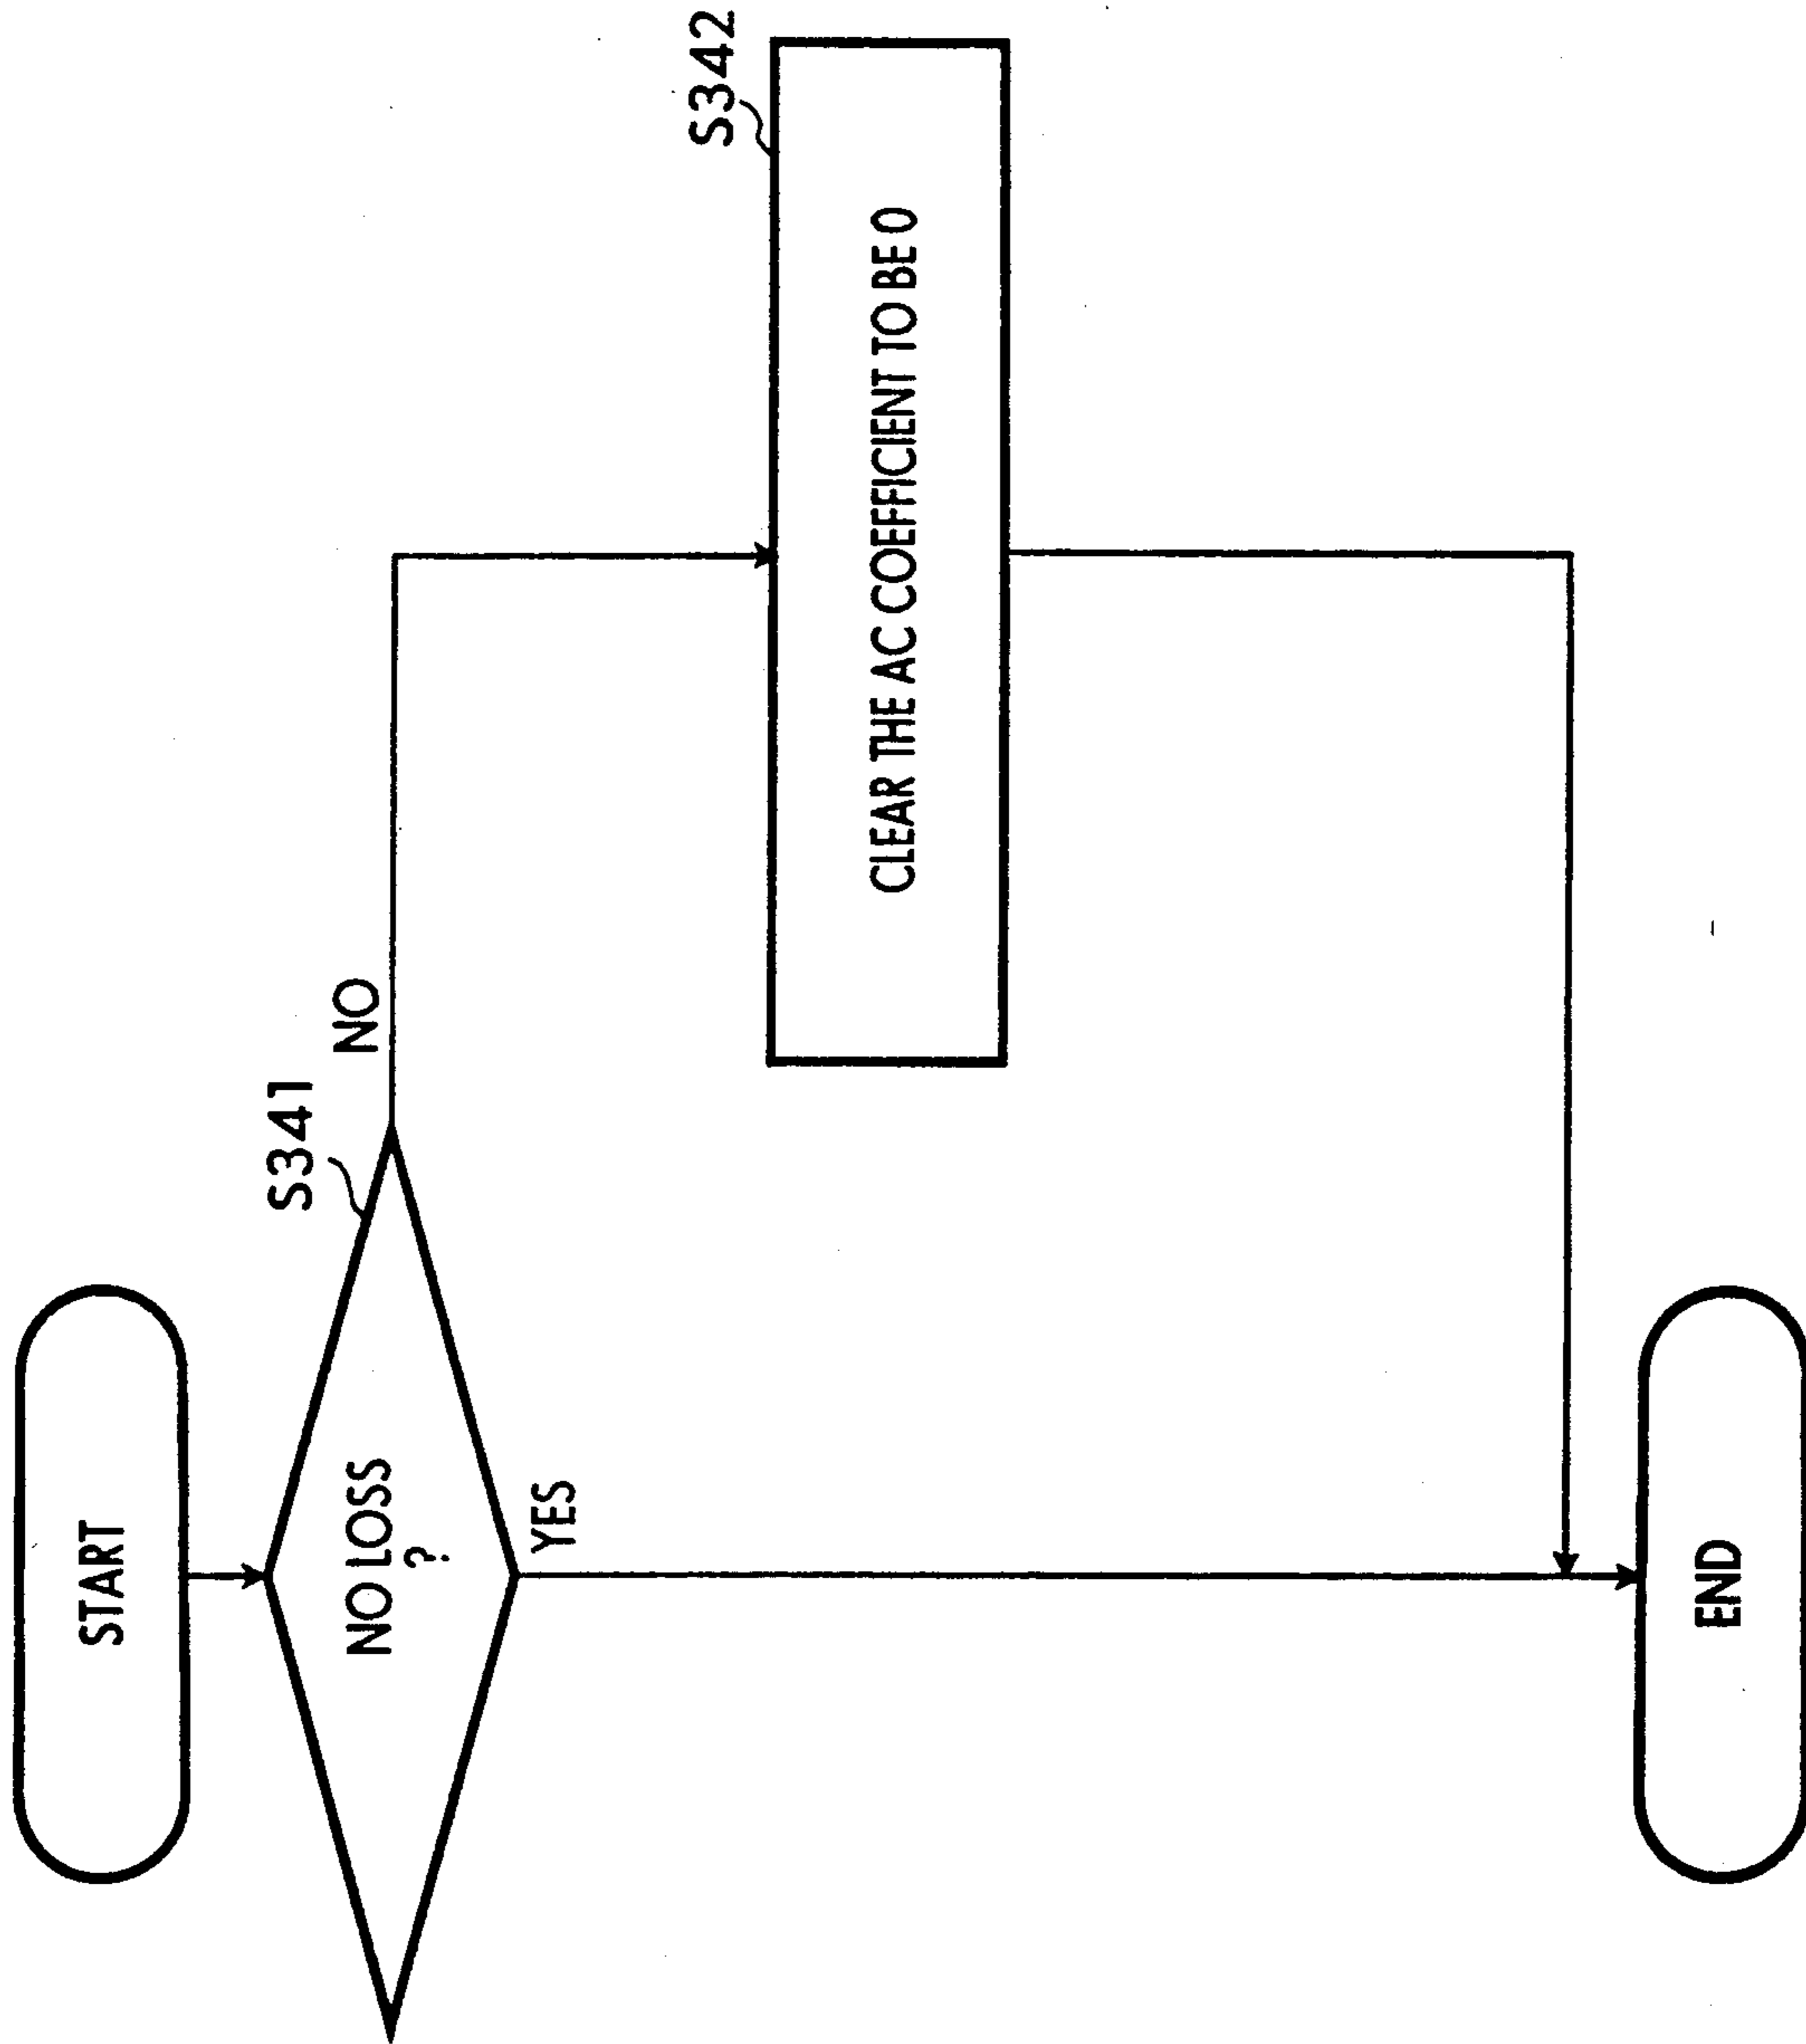 START
S341
NO LOSS
?
NO
YES
S342
CLEAR THE AC COEFFICIENT TO BE 0
END